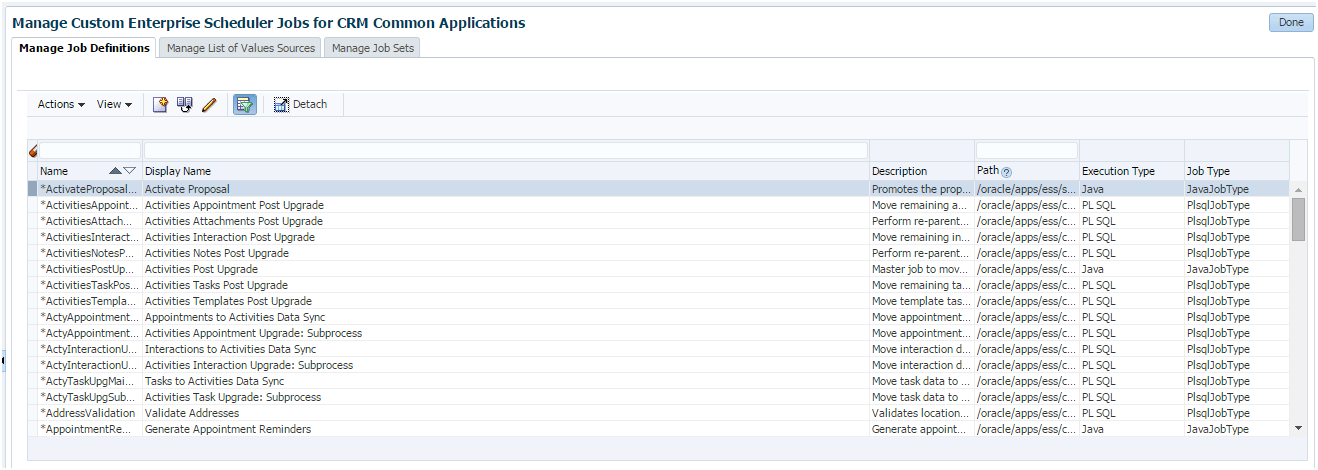 Manage Custom Enterprise Scheduler Jobs for CRM Common Applications Done
Manage Job Definitions Manage List of Values Sources Manage Job Sets
Actions View Detach
Name Display Name Description Path Execution Type Job Type
*ActivateProposal... Activate Proposal Promotes the prop... /oracle/apps/ess/s... Java JavaJobType
*ActivitiesAppoint... Activities Appointment Post Upgrade Move remaining a... /oracle/apps/ess/c... PL SQL PlsqlJobType
*ActivitiesAttach... Activities Attachments Post Upgrade Perform re-parent... /oracle/apps/ess/c... PL SQL PlsqlJobType
*ActivitiesInteract... Activities Interaction Post Upgrade Move remaining in... /oracle/apps/ess/c... PL SQL PlsqlJobType
*ActivitiesNotesP... Activities Notes Post Upgrade Perform re-parent... /oracle/apps/ess/c... PL SQL PlsqlJobType
*ActivitiesPostUp... Activities Post Upgrade Master job to mov... /oracle/apps/ess/c... Java JavaJobType
*ActivitiesTaskPos... Activities Tasks Post Upgrade Move remaining ta... /oracle/apps/ess/c... PL SQL PlsqlJobType
*ActivitiesTempla... Activities Templates Post Upgrade Move template tas... /oracle/apps/ess/c... PL SQL PlsqlJobType
*ActyAppointment... Appointments to Activities Data Sync Move appointment... /oracle/apps/ess/c... PL SQL PlsqlJobType
*ActyAppointment... Activities Appointment Upgrade: Subprocess Move appointment... /oracle/apps/ess/c... PL SQL PlsqlJobType
*ActyInteractionU... Interactions to Activities Data Sync Move interaction d... /oracle/apps/ess/c... PL SQL PlsqlJobType
*ActyInteractionU... Activities Interaction Upgrade: Subprocess Move interaction d... /oracle/apps/ess/c... PL SQL PlsqlJobType
*ActyTaskUpgMai... Tasks to Activities Data Sync Move task data to ... /oracle/apps/ess/c... PL SQL PlsqlJobType
*ActyTaskUpgSub... Activities Task Upgrade: Subprocess Move task data to ... /oracle/apps/ess/c... PL SQL PlsqlJobType
*AddressValidation Validate Addresses Validates location... /oracle/apps/ess/c... PL SQL PlsqlJobType
*AppointmentRe... Generate Appointment Reminders Generate appoint... /oracle/apps/ess/c... Java JavaJobType